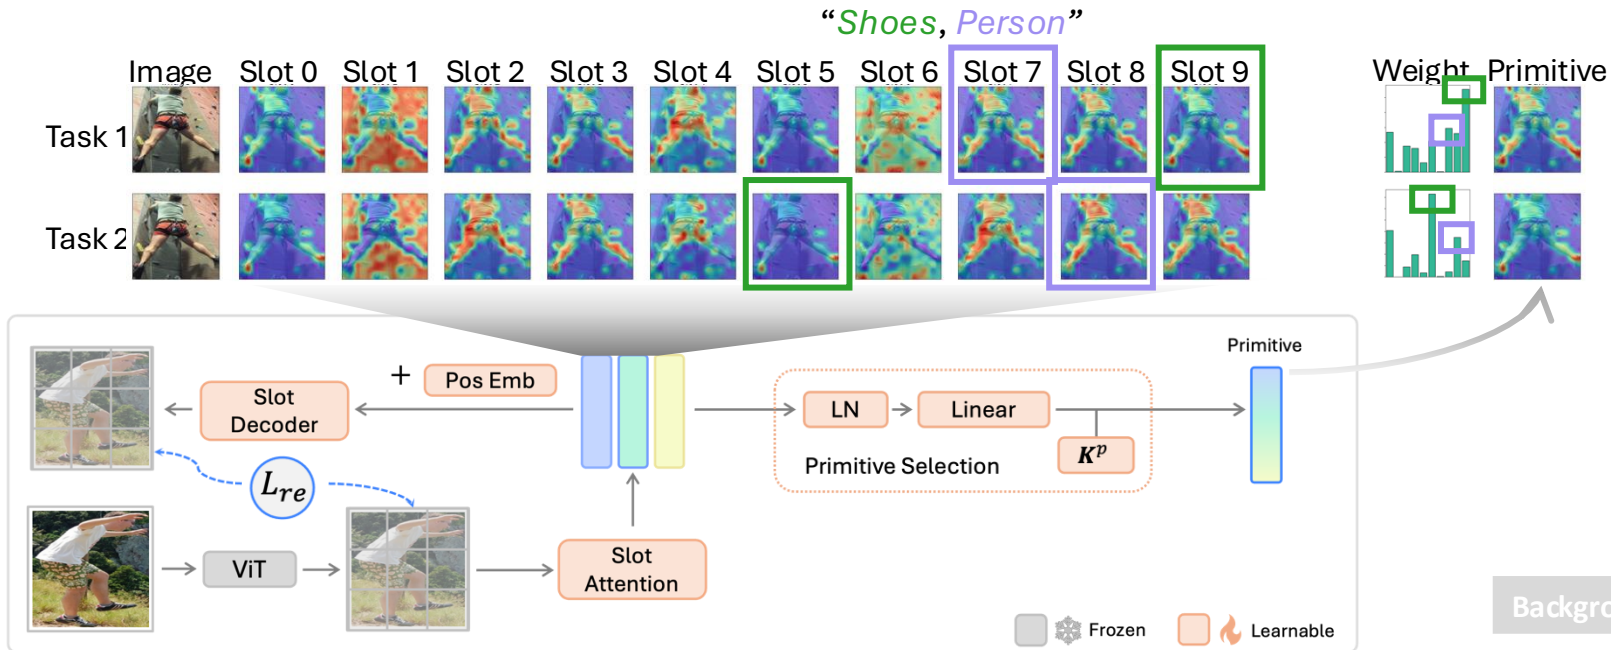 “Shoes, Person”
Image Slot 0 Slot 1 Slot 2 Slot 3 Slot 4 Slot 5 Slot 6 Slot 7 Slot 8 Slot 9 Weight Primitive
Task 1
Task 2
Primitive
+ Pos Emb
Slot
Decoder
LN
Linear
K^p
Primitive Selection
L_re
ViT
Slot
Attention
Frozen
Learnable
Backgro